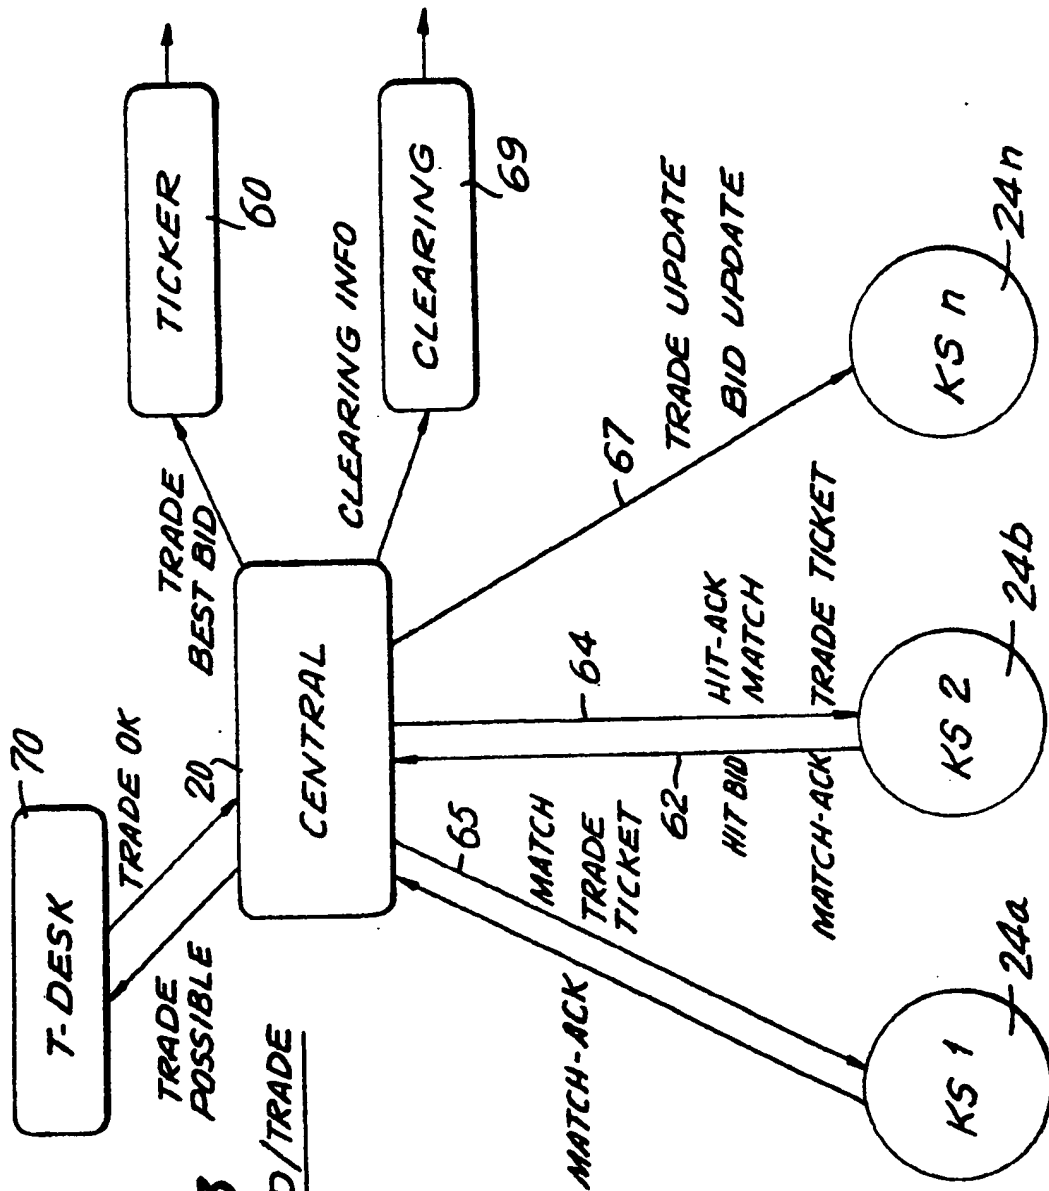 T-DESK
70
TRADE
POSSIBLE
TRADE OK
20
CENTRAL
TRADE
BEST BID
TICKER
60
CLEARING INFO
CLEARING
69
/TRADE
MATCH-ACK
65
MATCH
TRADE
TICKET
62
HIT BID
MATCH-ACK
64
HIT-ACK
MATCH
TRADE TICKET
67
TRADE UPDATE
BID UPDATE
KS 1
24a
KS 2
24b
KS n
24n